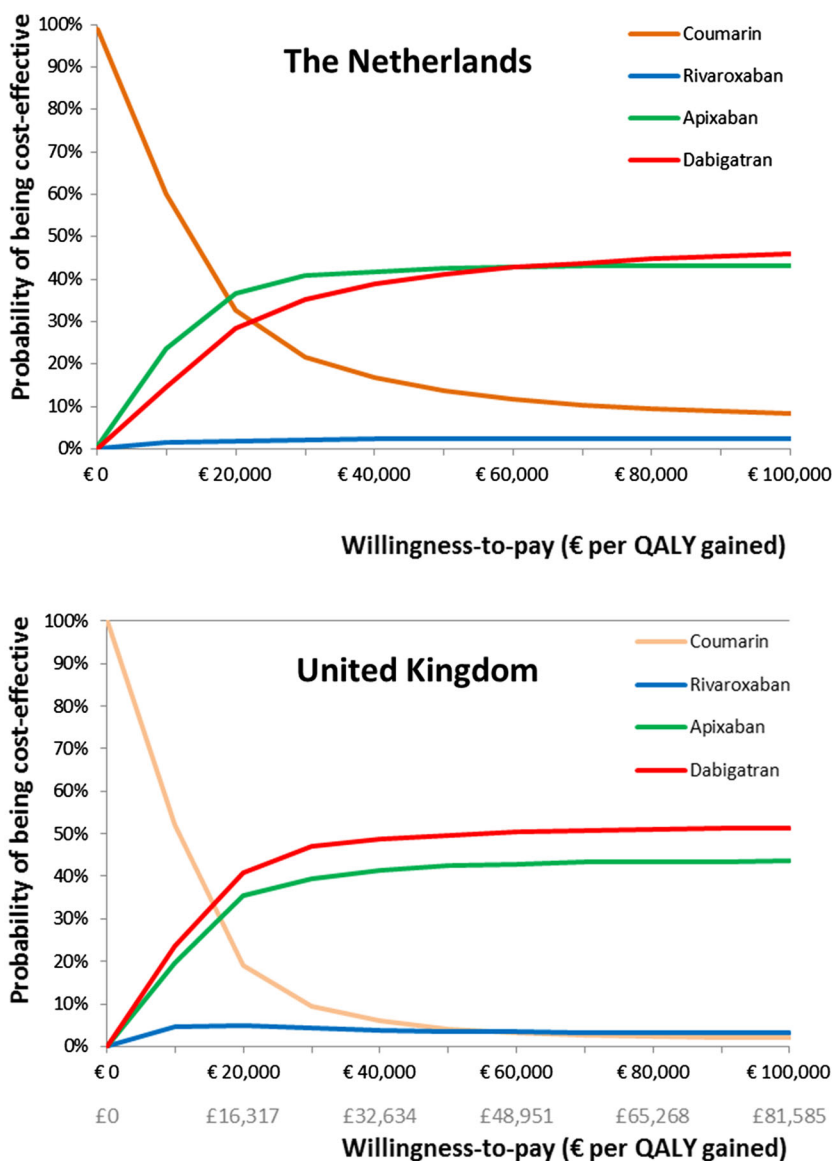 The Netherlands
Coumarin
Rivaroxaban
Apixaban
Dabigatran
Probability of being cost-effective
100%
90%
80%
70%
60%
50%
40%
30%
20%
10%
0%
€ 0 € 20,000 € 40,000 € 60,000 € 80,000 € 100,000
Willingness-to-pay (€ per QALY gained)
United Kingdom
Coumarin
Rivaroxaban
Apixaban
Dabigatran
Probability of being cost-effective
100%
90%
80%
70%
60%
50%
40%
30%
20%
10%
0%
€ 0 € 20,000 € 40,000 € 60,000 € 80,000 € 100,000
£0 £16,317 £32,634 £48,951 £65,268 £81,585
Willingness-to-pay (€ per QALY gained)